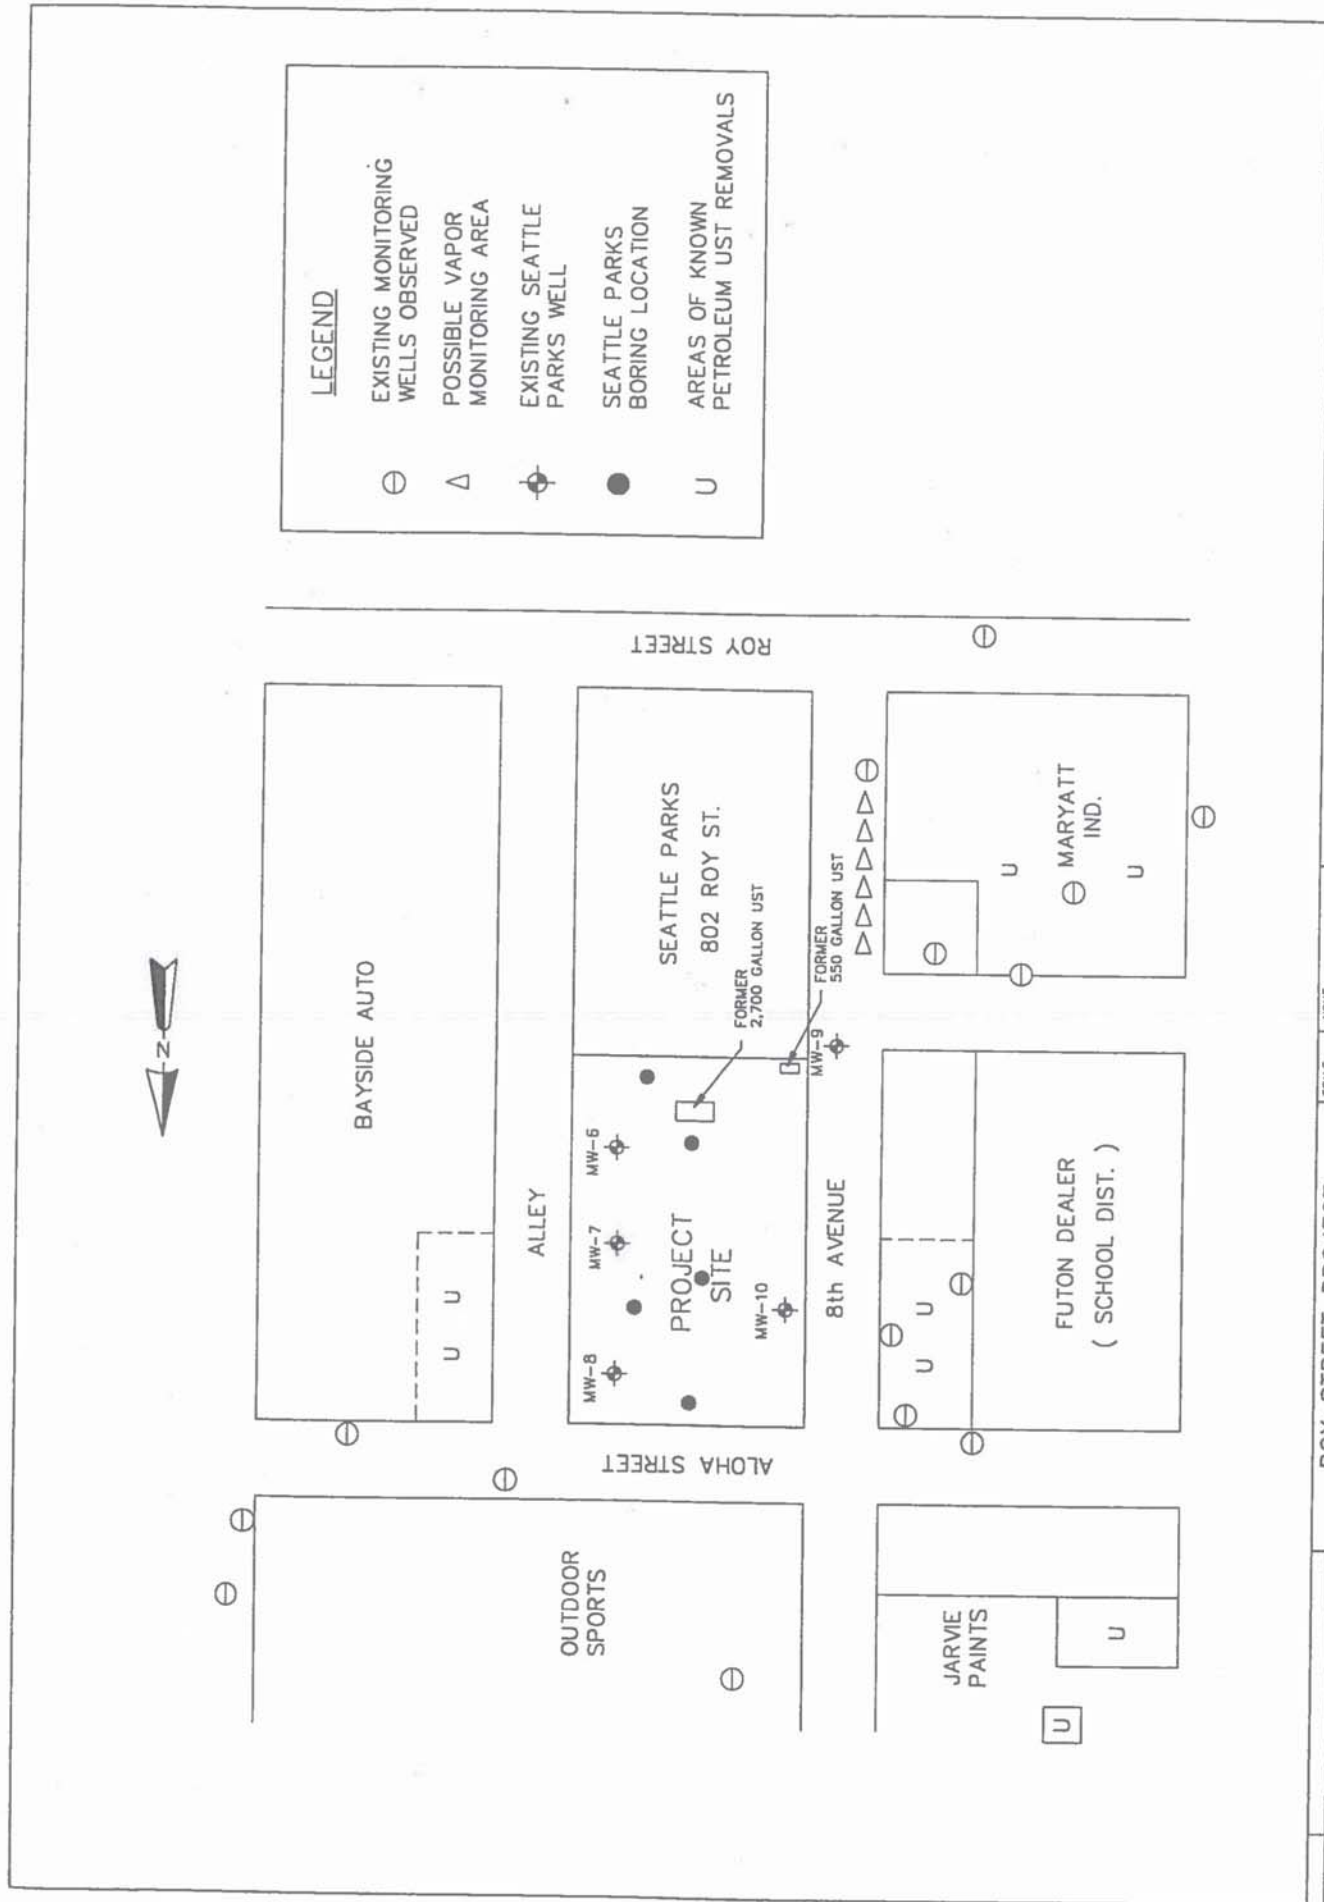 LEGEND
EXISTING MONITORING
WELLS OBSERVED
POSSIBLE VAPOR
MONITORING AREA
EXISTING SEATTLE
PARKS WELL
SEATTLE PARKS
BORING LOCATION
U
AREAS OF KNOWN
PETROLEUM UST REMOVALS
N
ROY STREET
BAYSIDE AUTO
U U
ALLEY
SEATTLE PARKS
802 ROY ST.
FORMER
2,700 GALLON UST
FORMER
550 GALLON UST
MW-6
MW-7
MW-8
MW-9
MW-10
PROJECT
SITE
8th AVENUE
MARYATT
IND.
U
U
FUTON DEALER
( SCHOOL DIST. )
U U
ALOHA STREET
OUTDOOR
SPORTS
JARVIE
PAINTS
U
U